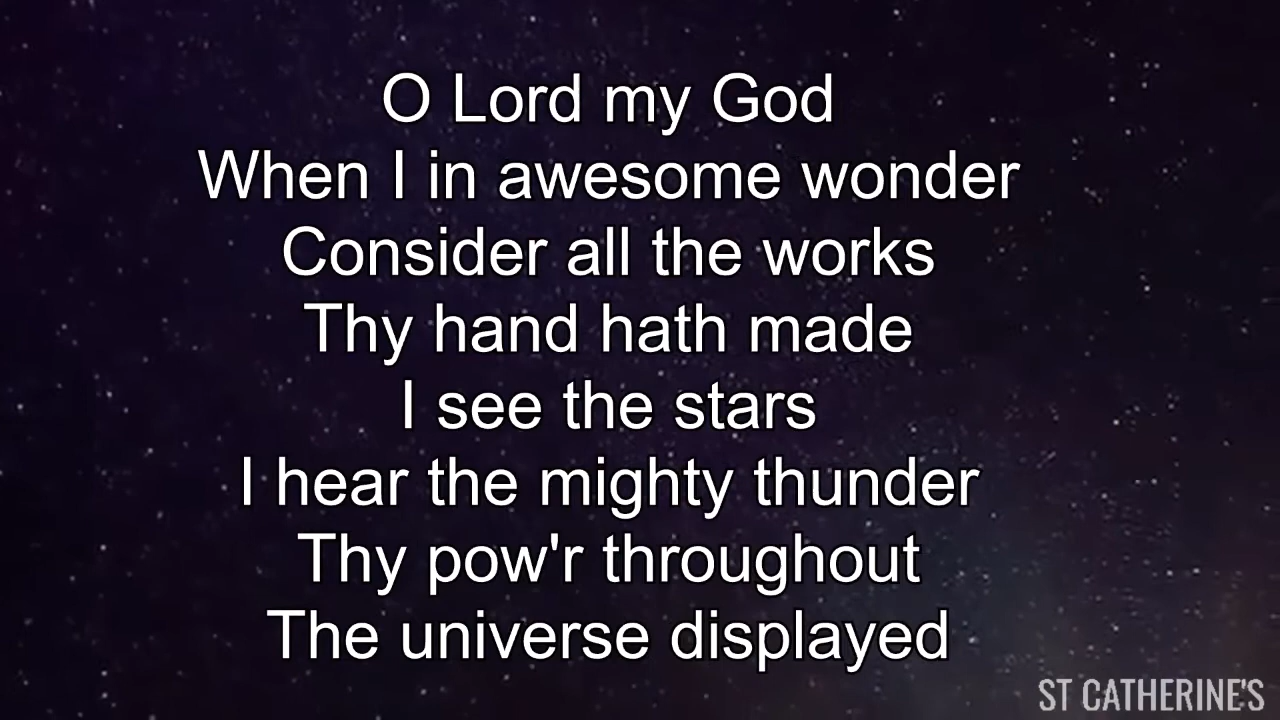 O Lord my God
When I in awesome wonder
Consider all the works
Thy hand hath made
I see the stars
I hear the mighty thunder
Thy pow'r throughout
The universe displayed
ST CATHERINE'S